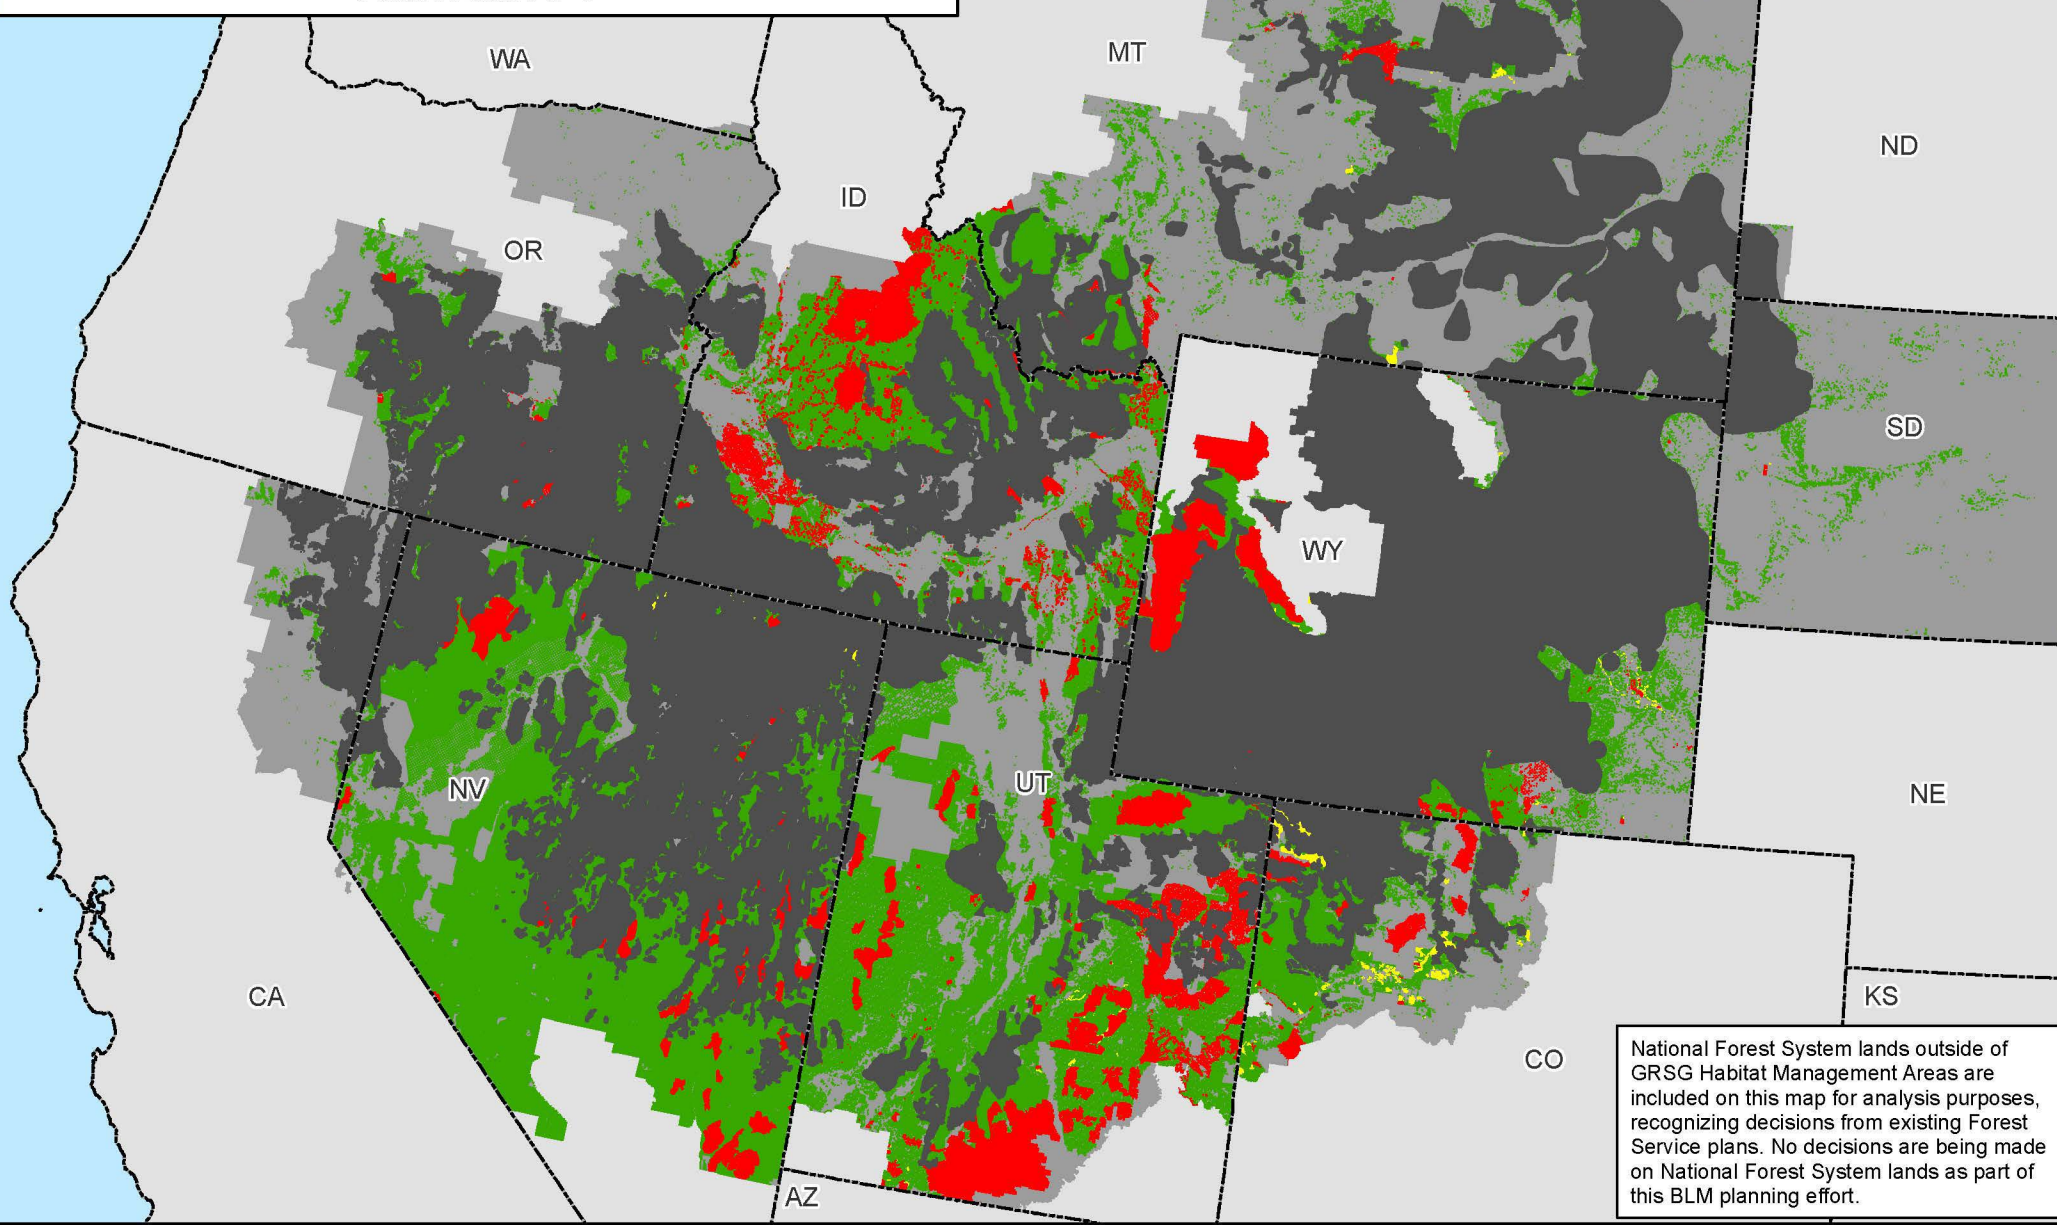 WA
MT
ND
ID
OR
SD
WY
NV
UT
NE
CA
KS
CO
AZ
National Forest System lands outside of
GRSG Habitat Management Areas are
included on this map for analysis purposes,
recognizing decisions from existing Forest
Service plans. No decisions are being made
on National Forest System lands as part of
this BLM planning effort.